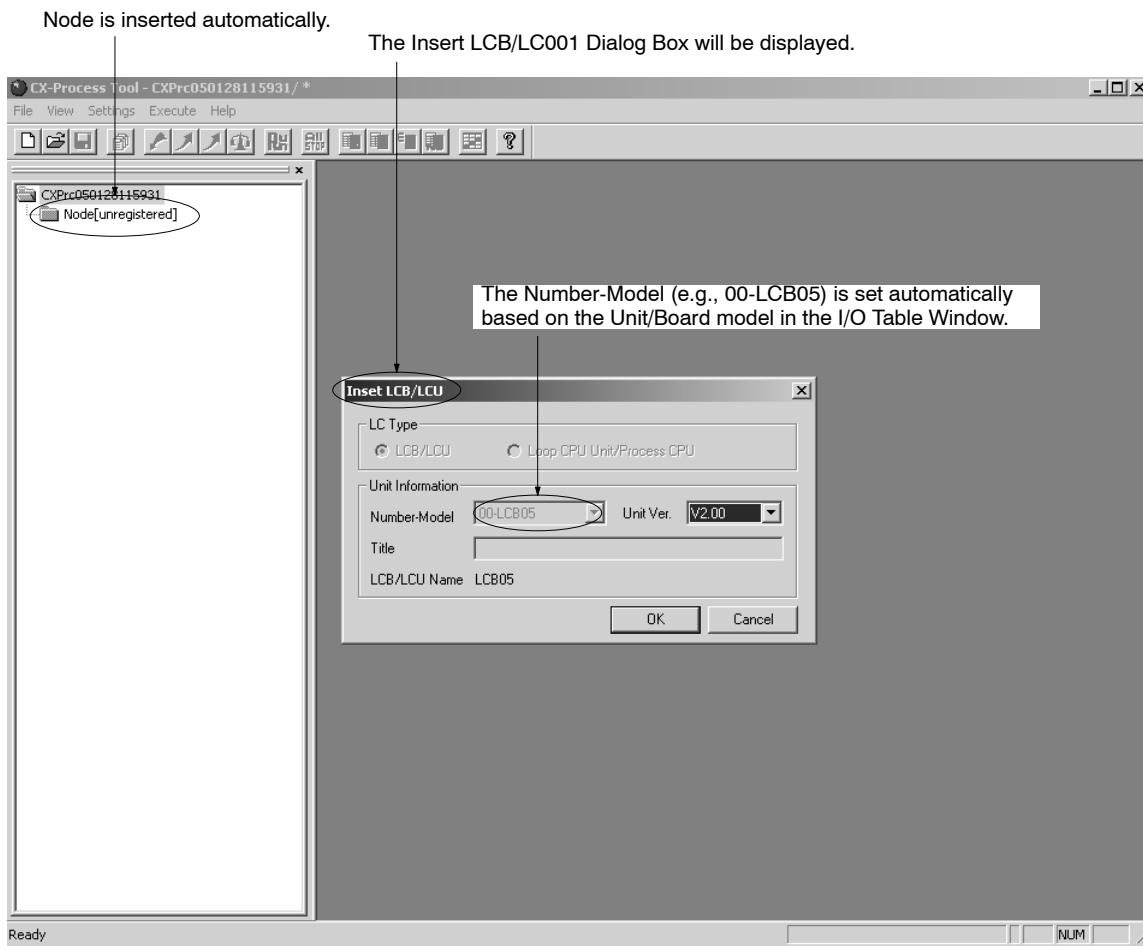 Node is inserted automatically.
The Insert LCB/LC001 Dialog Box will be displayed.
CX-Process Tool - CXPrc050128115931/ *
File View Settings Execute Help
All
STOP
CXPrc050128115931
Node[unregistered]
The Number-Model (e.g., 00-LCB05) is set automatically
based on the Unit/Board model in the I/O Table Window.
Inset LCB/LCU
LC Type
LCB/LCU Loop CPU Unit/Process CPU
Unit Information
Number-Model 00-LCB05 Unit Ver. V2.00
Title
LCB/LCU Name LCB05
OK Cancel
Ready NUM